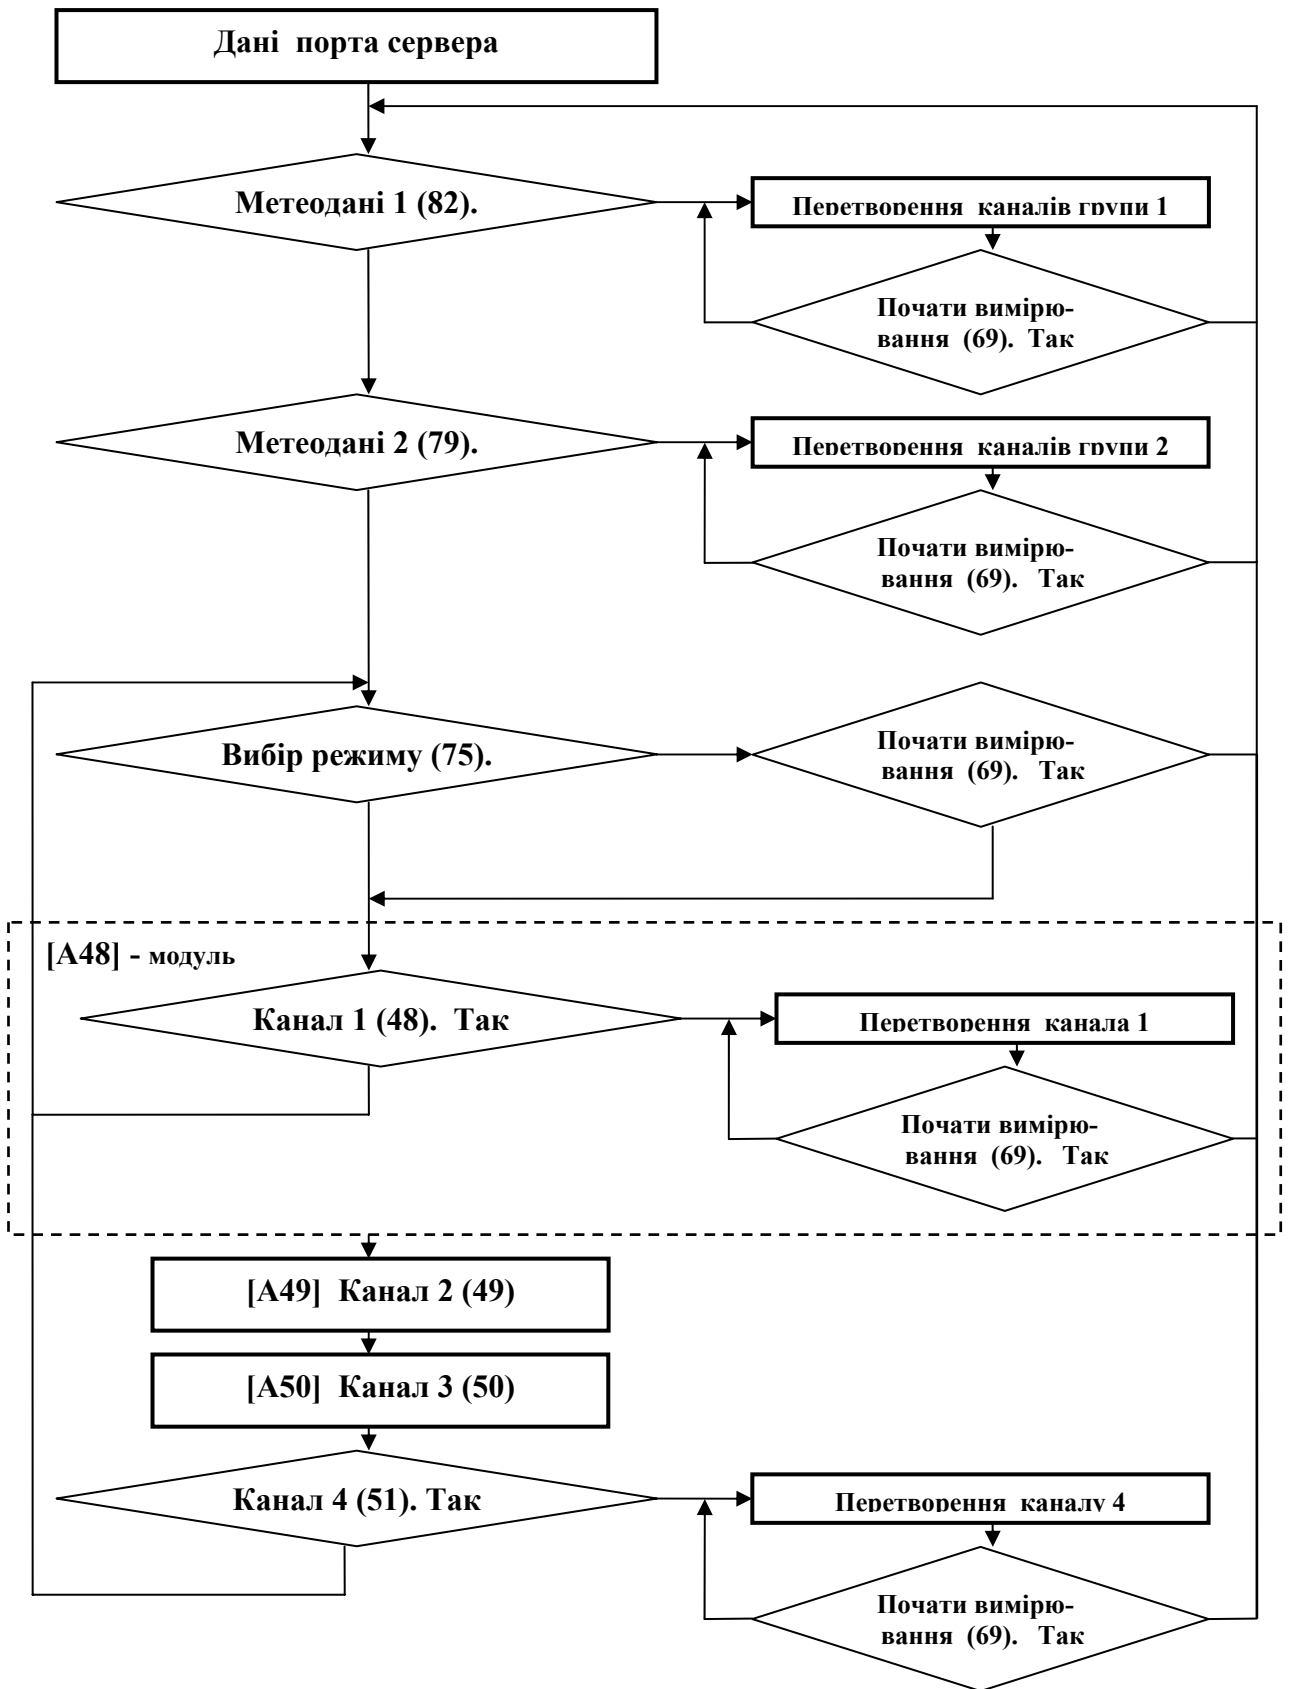 Дані порта сервера
Метеодані 1 (82).
Перетворення каналів групи 1
Почати вимірю-
вання (69). Так
Метеодані 2 (79).
Перетворення каналів групи 2
Почати вимірю-
вання (69). Так
Вибір режиму (75).
Почати вимірю-
вання (69). Так
[A48] - модуль
Канал 1 (48). Так
Перетворення канала 1
Почати вимірю-
вання (69). Так
[A49] Канал 2 (49)
[A50] Канал 3 (50)
Канал 4 (51). Так
Перетворення каналу 4
Почати вимірю-
вання (69). Так